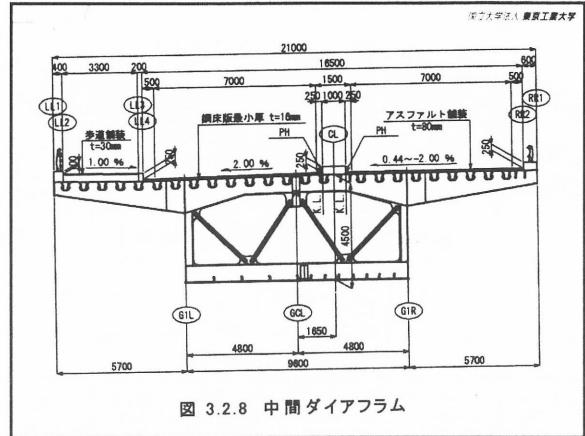 国立大学法人 東京工業大学
21000
400 3300 200 16500 600
500 7000 1500 7000 500
250 1000 250
LL1 LL3 CL RR1
LL2 LL4 RR2
鋼床版最小厚 t=16mm
アスファルト舗装
t=80mm
PH PH
歩道舗装
t=30mm
250 250 250
1.00 % 2.00 % 0.44~-2.00 %
K.L. K.L.
4500
G1L GCL G1R
1650
5700 4800 4800 5700
9600
図 3.2.8 中間ダイアフラム